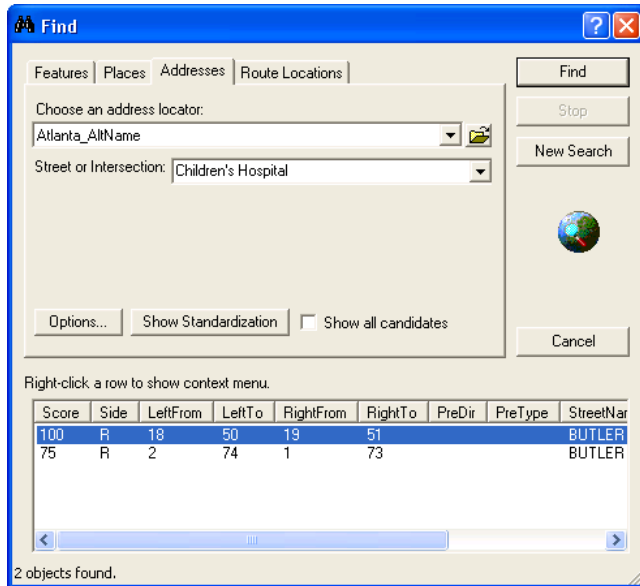 Find
Features Places Addresses Route Locations
Find
Choose an address locator:
Stop
Atlanta_AltName
New Search
Street or Intersection: Children's Hospital
Options... Show Standardization Show all candidates
Cancel
Right-click a row to show context menu.
Score Side LeftFrom LeftTo RightFrom RightTo PreDir PreType StreetNar
100 R 18 50 19 51 BUTLER
75 R 2 74 1 73 BUTLER
2 objects found.